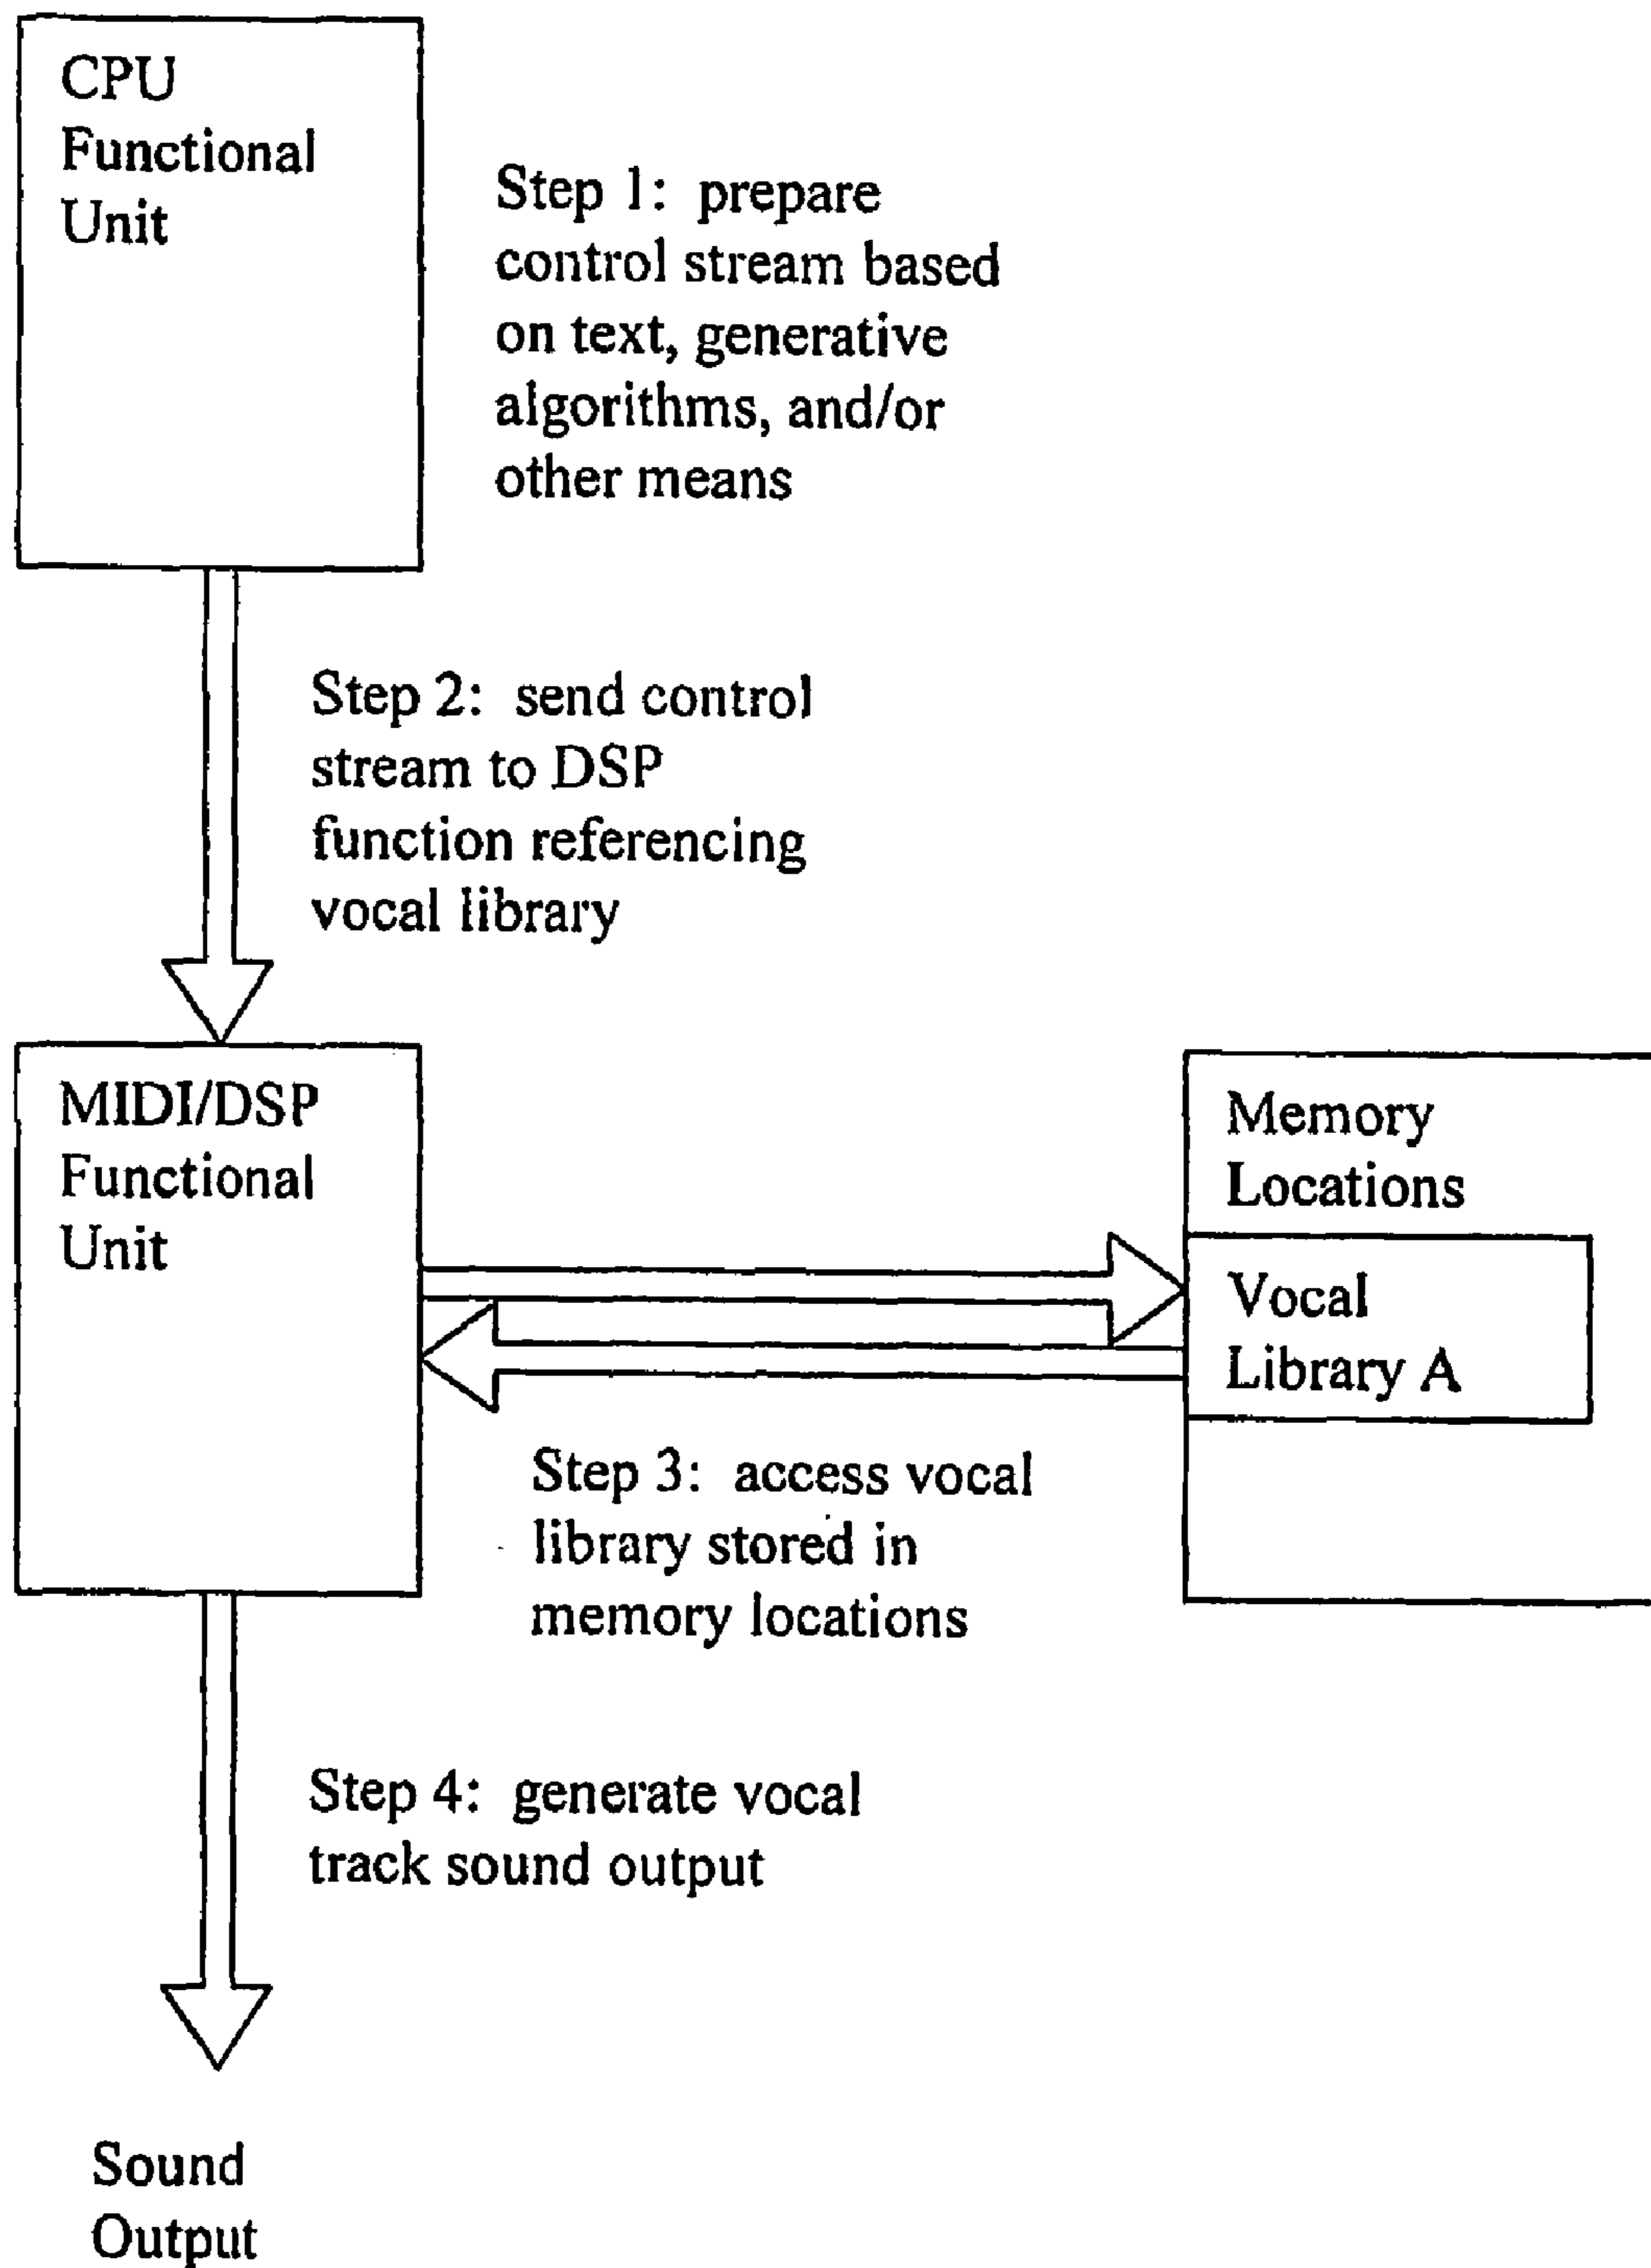 CPU
Functional
Unit
Step 1: prepare
control stream based
on text, generative
algorithms, and/or
other means
Step 2: send control
stream to DSP
function referencing
vocal library
MIDI/DSP
Functional
Unit
Memory
Locations
Vocal
Library A
Step 3: access vocal
library stored in
memory locations
Step 4: generate vocal
track sound output
Sound
Output